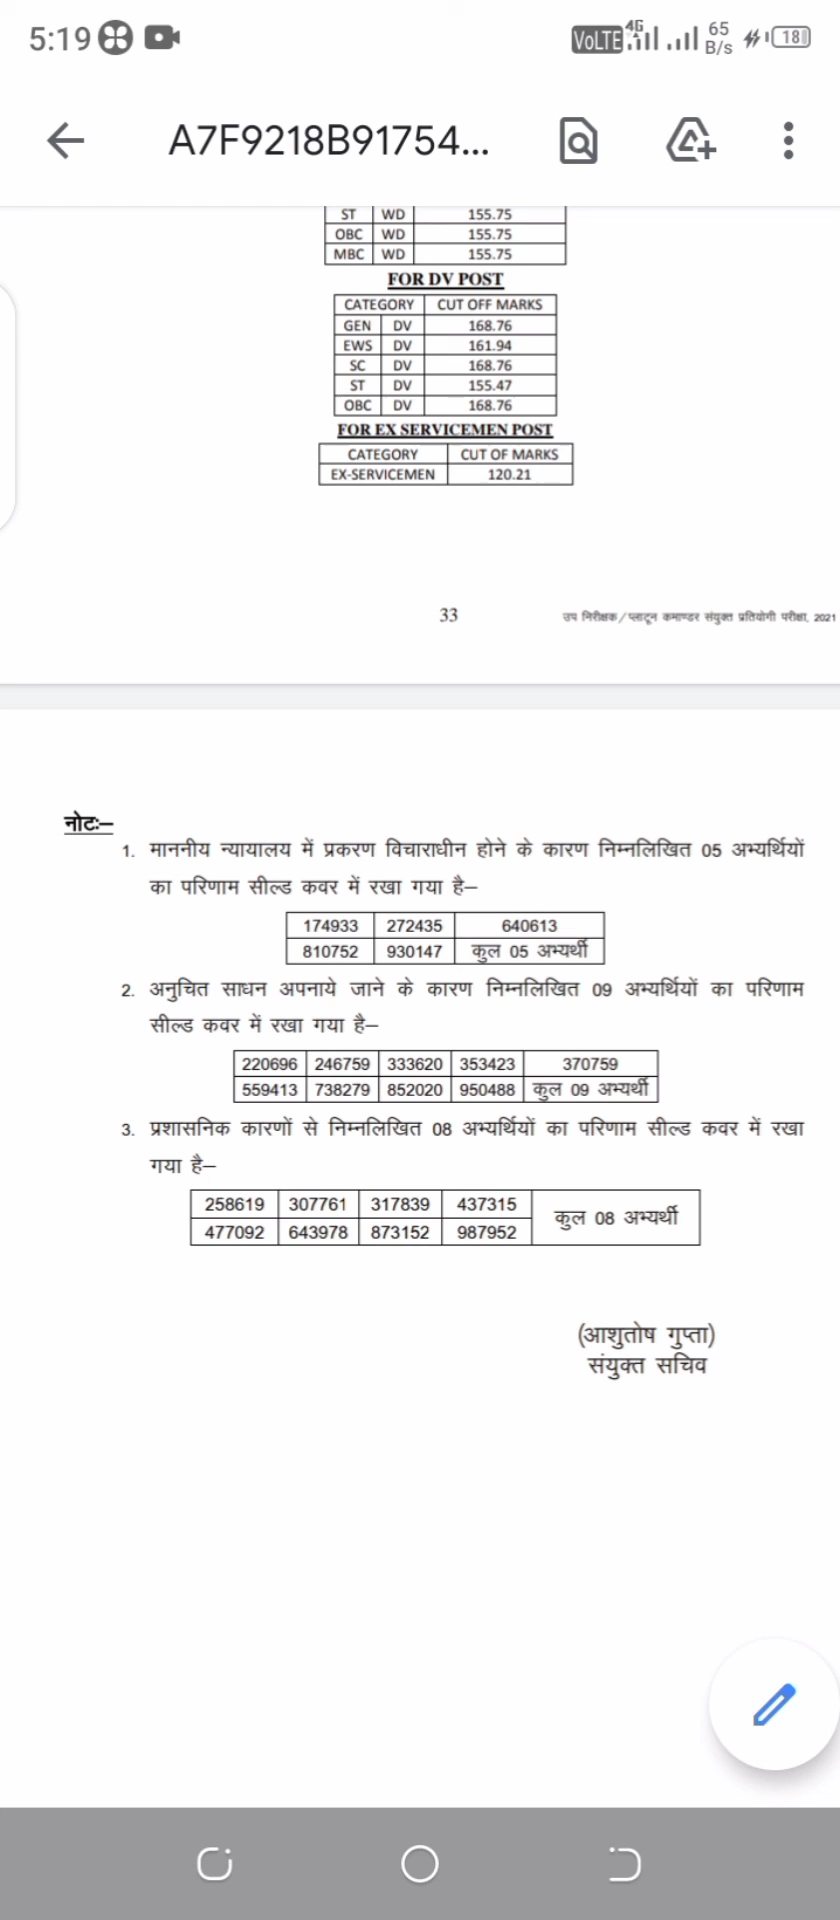 5:19
VoLTE 4G 65 B/s 18
A7F9218B91754...
ST WD 155.75
OBC WD 155.75
MBC WD 155.75
FOR DV POST
CATEGORY CUT OFF MARKS
GEN DV 168.76
EWS DV 161.94
SC DV 168.76
ST DV 155.47
OBC DV 168.76
FOR EX SERVICEMEN POST
CATEGORY CUT OF MARKS
EX-SERVICEMEN 120.21
33 उप निरीक्षक/प्लाटून कमाण्डर संयुक्त प्रतियोगी परीक्षा, 2021
नोटः—
1. माननीय न्यायालय में प्रकरण विचाराधीन होने के कारण निम्नलिखित 05 अभ्यर्थियों
का परिणाम सील्ड कवर में रखा गया है—
174933 272435 640613
810752 930147 कुल 05 अभ्यर्थी
2. अनुचित साधन अपनाये जाने के कारण निम्नलिखित 09 अभ्यर्थियों का परिणाम
सील्ड कवर में रखा गया है—
220696 246759 333620 353423 370759
559413 738279 852020 950488 कुल 09 अभ्यर्थी
3. प्रशासनिक कारणों से निम्नलिखित 08 अभ्यर्थियों का परिणाम सील्ड कवर में रखा
गया है—
258619 307761 317839 437315 कुल 08 अभ्यर्थी
477092 643978 873152 987952
(आशुतोष गुप्ता)
संयुक्त सचिव